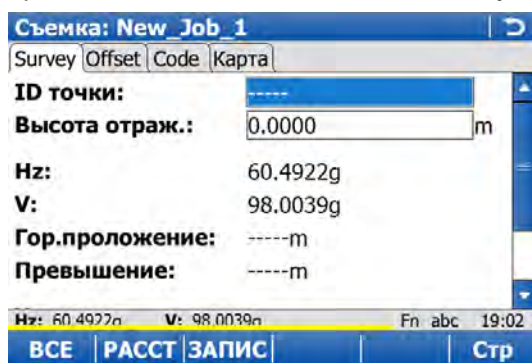 Съемка: New_Job_1
Survey Offset Code Карта
ID точки: -----
Высота отраж.: 0.0000 m
Hz: 60.4922g
V: 98.0039g
Гор.проложение: -----m
Превышение: -----m
Hz: 60.4922g V: 98.0039g Fn abc 19:02
ВСЕ РАССТ ЗАПИС Стр